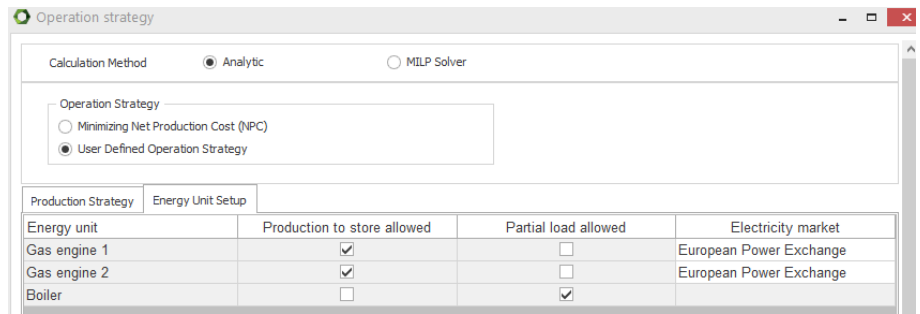 Operation strategy
Calculation Method Analytic MILP Solver
Operation Strategy
Minimizing Net Production Cost (NPC)
User Defined Operation Strategy
Production Strategy Energy Unit Setup
Energy unit Production to store allowed Partial load allowed Electricity market
Gas engine 1 European Power Exchange
Gas engine 2 European Power Exchange
Boiler